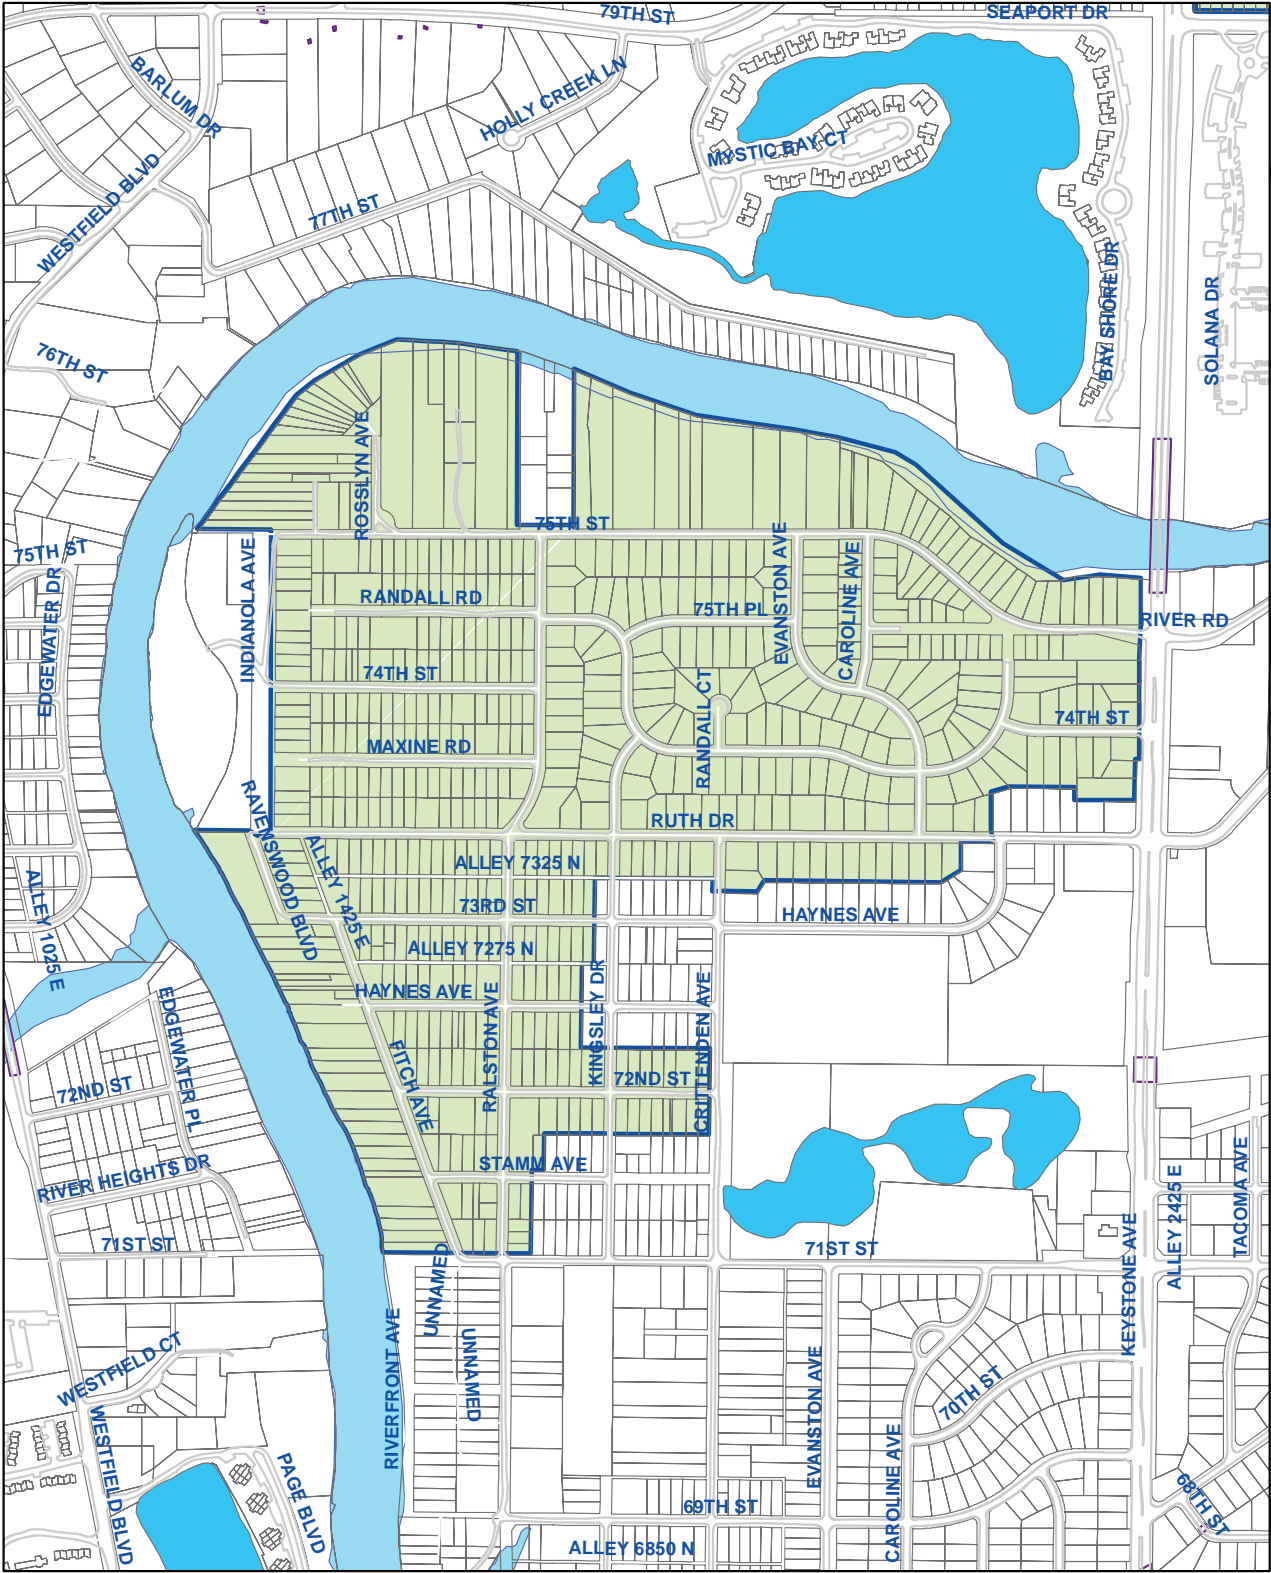 79TH ST
SEAPORT DR
BARLUM DR
HOLLY CREEK LN
MYSTIC BAY CT
WESTFIELD BLVD
77TH ST
BAY SHORE DR
SOLANA DR
76TH ST
ROSSLYN AVE
75TH ST
75TH ST
EVANSTON AVE
CAROLINE AVE
INDIANOLA AVE
EDGEWATER DR
RANDALL RD
75TH PL
RIVER RD
74TH ST
RANDALL CT
74TH ST
MAXINE RD
RAVENSWOOD BLVD
RUTH DR
ALLEY 1425 E
ALLEY 7325 N
ALLEY 1025 E
73RD ST
HAYNES AVE
ALLEY 7275 N
HAYNES AVE
KINGSLEY DR
CRITTENDEN AVE
RALSTON AVE
EDGEWATER PL
FITCH AVE
72ND ST
72ND ST
STAMM AVE
RIVER HEIGHTS DR
ALLEY 2425 E
TACOMA AVE
KEYSTONE AVE
71ST ST
71ST ST
UNNAMED
UNNAMED
RIVERFRONT AVE
WESTFIELD CT
EVANSTON AVE
70TH ST
CAROLINE AVE
WESTFIELD BLVD
PAGE BLVD
69TH ST
68TH ST
ALLEY 6850 N